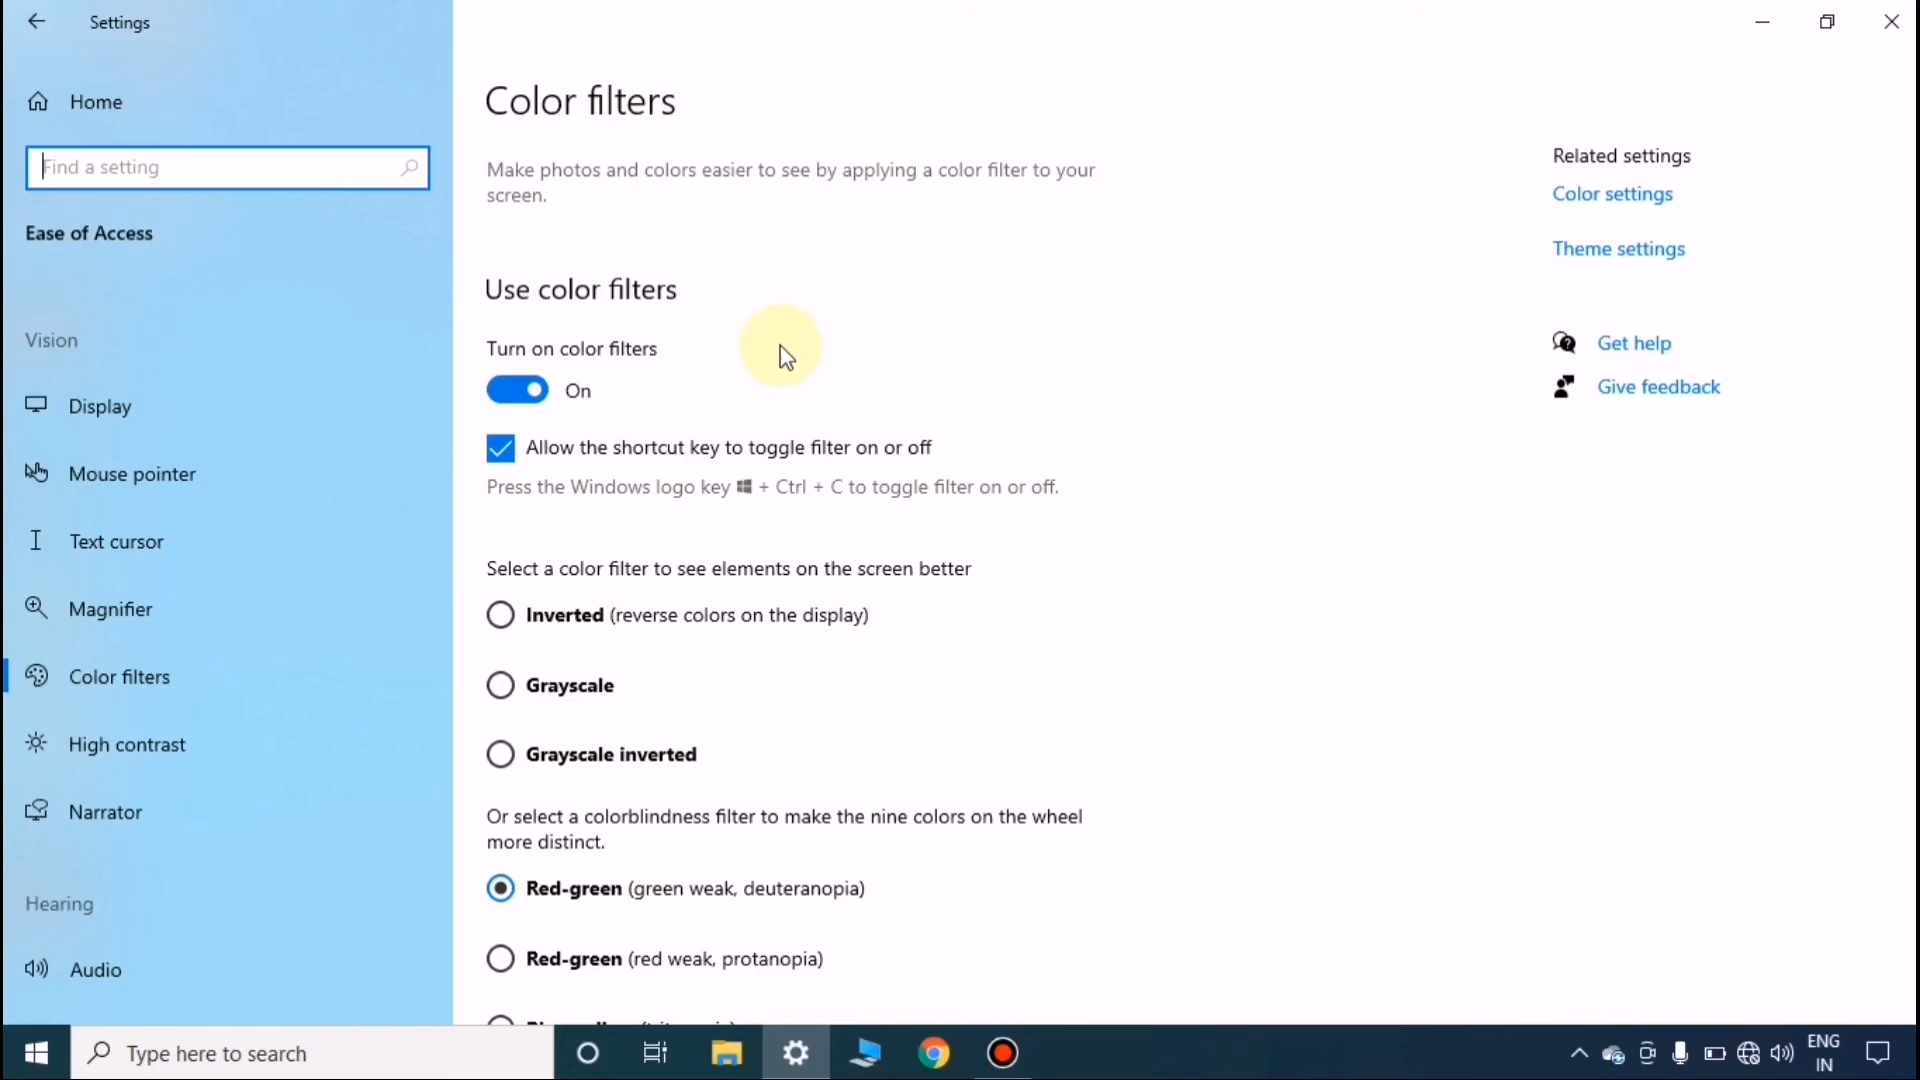 Settings
Home
Find a setting
Ease of Access
Vision
Display
Mouse pointer
Text cursor
Magnifier
Color filters
High contrast
Narrator
Hearing
Audio
Color filters
Make photos and colors easier to see by applying a color filter to your
screen.
Use color filters
Turn on color filters
On
Allow the shortcut key to toggle filter on or off
Press the Windows logo key + Ctrl + C to toggle filter on or off.
Select a color filter to see elements on the screen better
Inverted (reverse colors on the display)
Grayscale
Grayscale inverted
Or select a colorblindness filter to make the nine colors on the wheel
more distinct.
Red-green (green weak, deuteranopia)
Red-green (red weak, protanopia)
Related settings
Color settings
Theme settings
Get help
Give feedback
Type here to search
ENG
IN